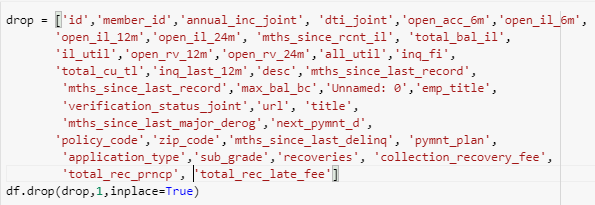 drop = ['id','member_id','annual_inc_joint', 'dti_joint','open_acc_6m','open_il_6m',
'open_il_12m','open_il_24m', 'mths_since_rcnt_il', 'total_bal_il',
'il_util','open_rv_12m','open_rv_24m','all_util','inq_fi',
'total_cu_tl','inq_last_12m','desc','mths_since_last_record',
'mths_since_last_record','max_bal_bc','Unnamed: 0','emp_title',
'verification_status_joint','url', 'title',
'mths_since_last_major_derog','next_pymnt_d',
'policy_code','zip_code','mths_since_last_delinq', 'pymnt_plan',
'application_type','sub_grade','recoveries', 'collection_recovery_fee',
'total_rec_prncp', 'total_rec_late_fee']
df.drop(drop,1,inplace=True)